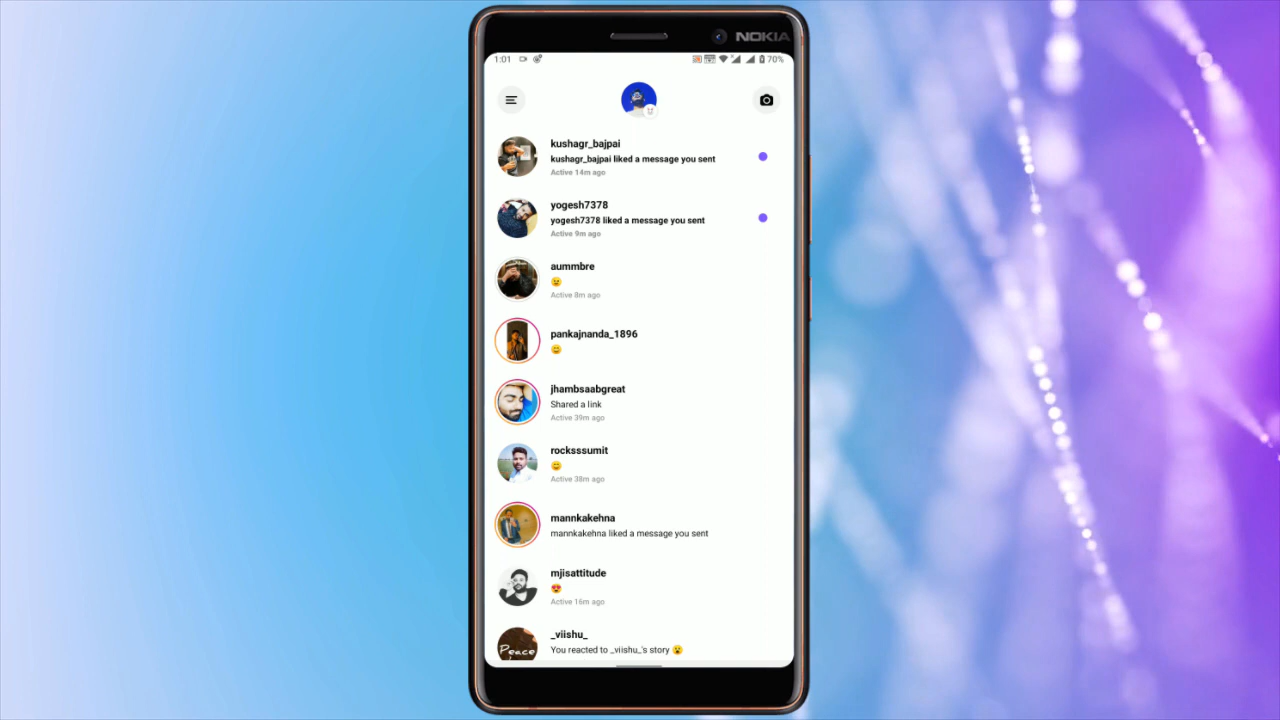 NOKIA
1:01
70%
kushagr_bajpai
kushagr_bajpai liked a message you sent
Active 14m ago
yogesh7378
yogesh7378 liked a message you sent
Active 9m ago
aummbre
😉
Active 8m ago
pankajnanda_1896
😊
jhambsaabgreat
Shared a link
Active 39m ago
rocksssumit
😊
Active 38m ago
mannkakehna
mannkakehna liked a message you sent
mjisattitude
😍
Active 16m ago
_viishu_
Peace
You reacted to _viishu_'s story 😮